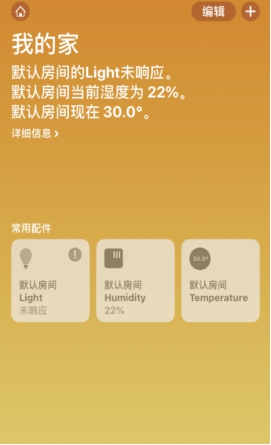 编辑
我的家
默认房间的Light未响应。
默认房间当前湿度为 22%。
默认房间现在 30.0°。
详细信息
常用配件
30.0°
默认房间 默认房间 默认房间
Light Humidity Temperature
未响应 22%